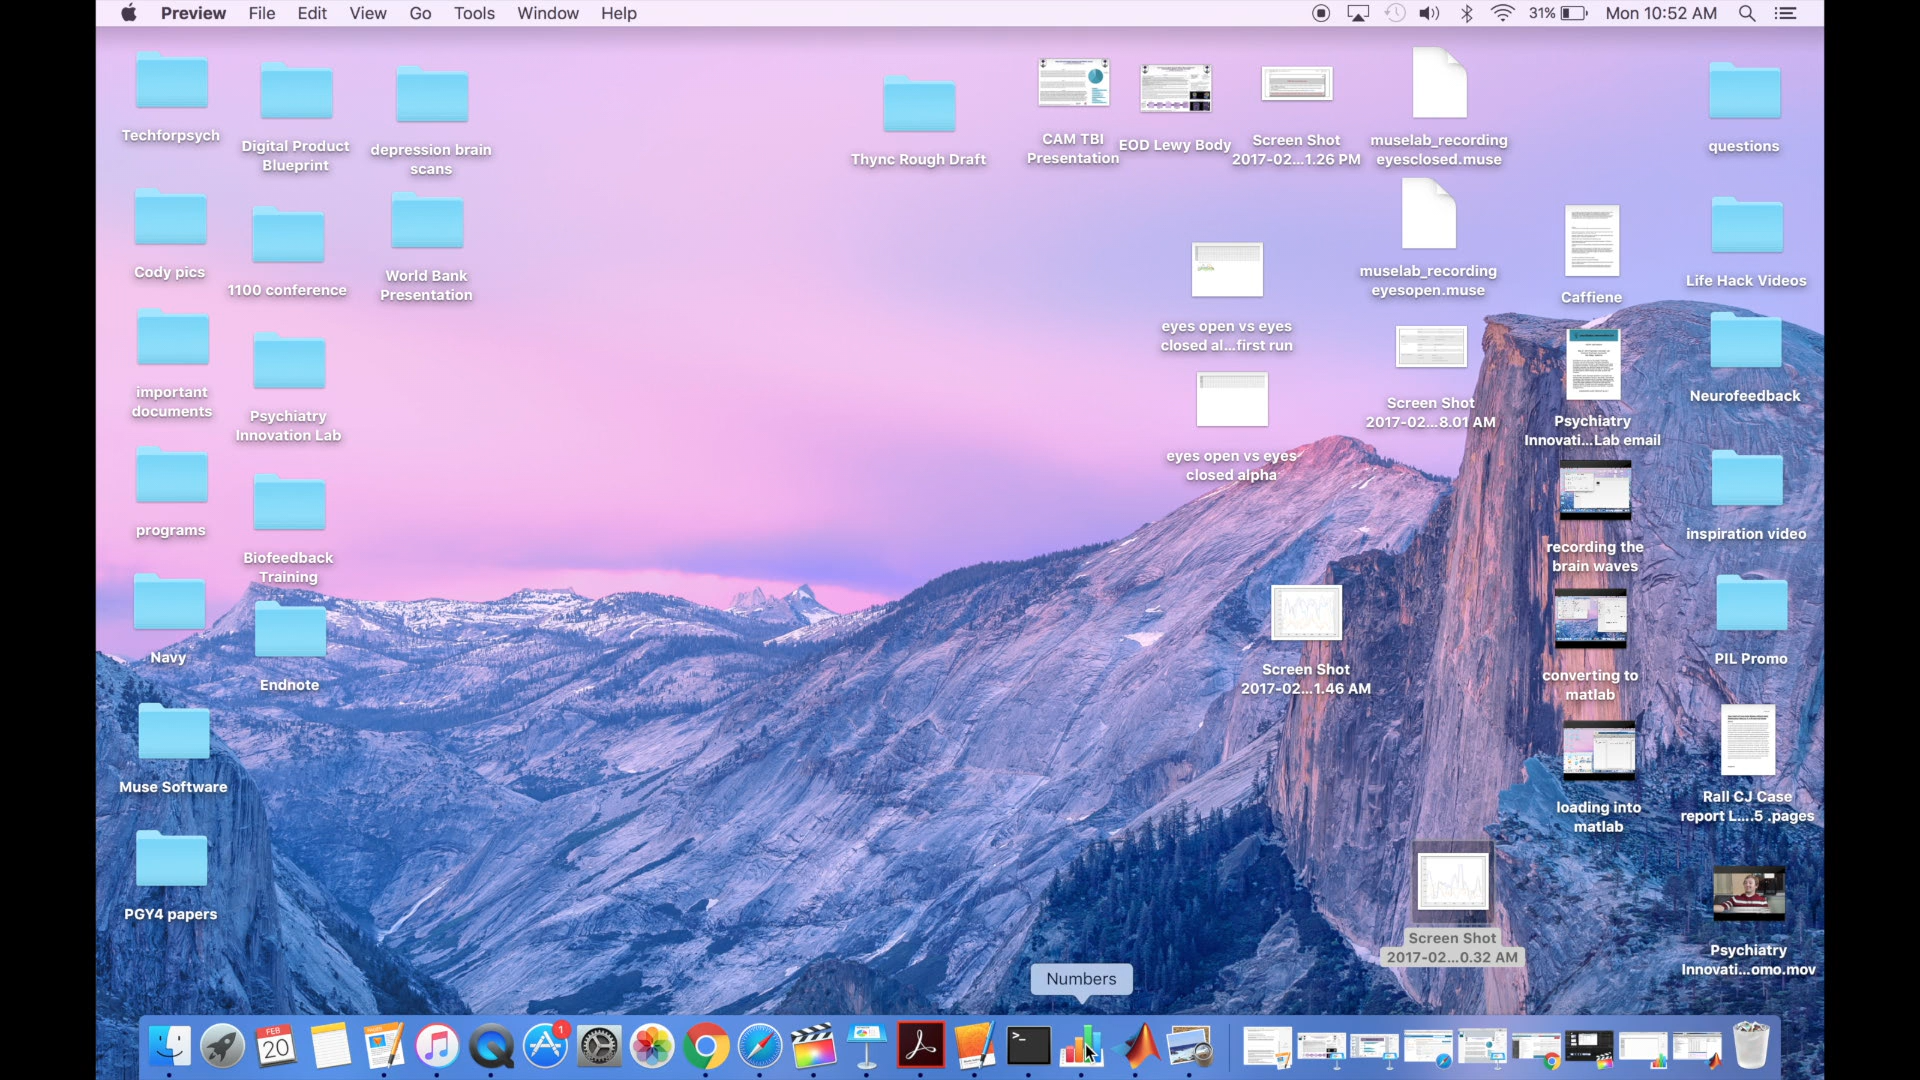 Preview File Edit View Go Tools Window Help 31% Mon 10:52 AM
Techforpsych
Digital Product
Blueprint
depression brain
scans
Thync Rough Draft
CAM TBI
Presentation
EOD Lewy Body
Screen Shot
2017-02...1.26 PM
muselab_recording
eyesclosed.muse
questions
Cody pics
1100 conference
World Bank
Presentation
eyes open vs eyes
closed al...first run
muselab_recording
eyesopen.muse
Caffiene
Life Hack Videos
important
documents
Psychiatry
Innovation Lab
eyes open vs eyes
closed alpha
Screen Shot
2017-02...8.01 AM
Psychiatry
Innovati...Lab email
Neurofeedback
programs
Biofeedback
Training
recording the
brain waves
inspiration video
Navy
Endnote
Screen Shot
2017-02...1.46 AM
converting to
matlab
PIL Promo
Muse Software
loading into
matlab
Rall CJ Case
report L....5 .pages
PGY4 papers
Screen Shot
2017-02...0.32 AM
Psychiatry
Innovati...omo.mov
Numbers
FEB
20
1